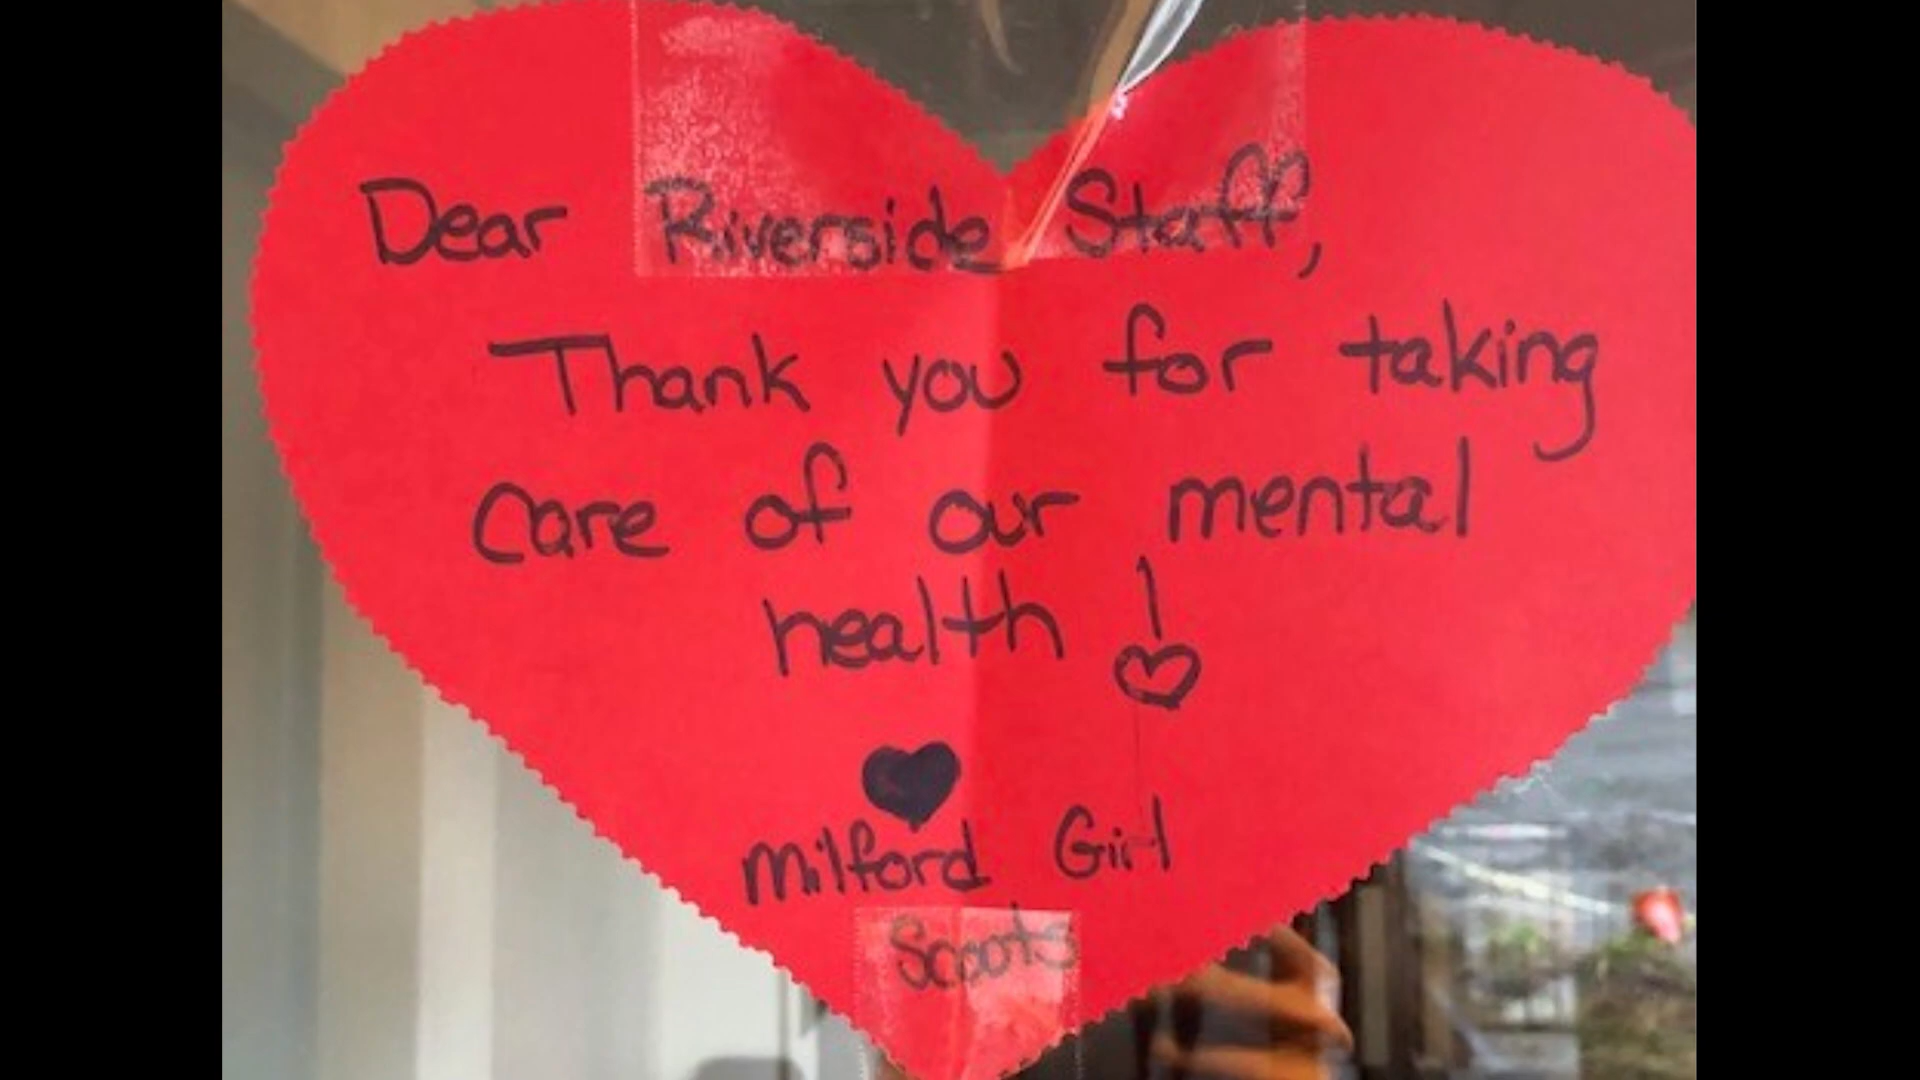 Dear Riverside Staff,
Thank you for taking
care of our mental
health!
Milford Girl
Scouts